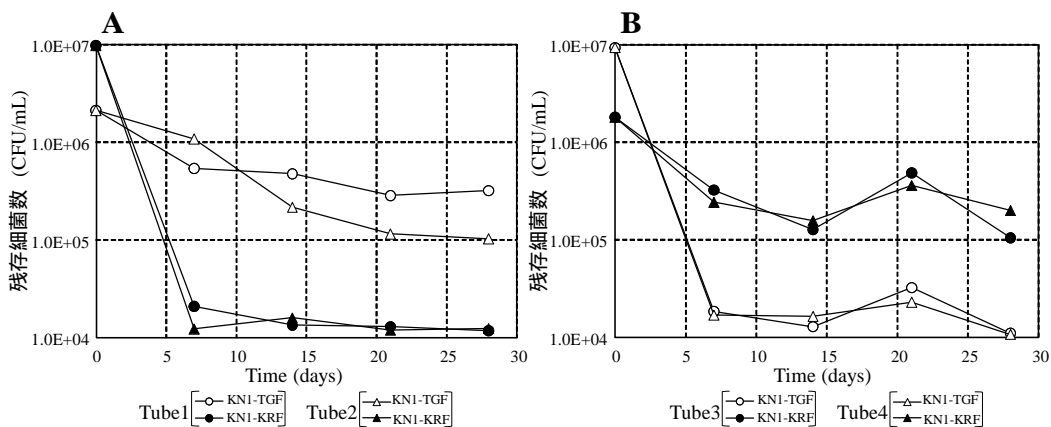 A
B
残存細菌数 (CFU/mL)
1.0E+07
1.0E+06
1.0E+05
1.0E+04
0 5 10 15 20 25 30
Time (days)
Tube1 KN1-TGF KN1-KRF
Tube2 KN1-TGF KN1-KRF
残存細菌数 (CFU/mL)
1.0E+07
1.0E+06
1.0E+05
1.0E+04
0 5 10 15 20 25 30
Time (days)
Tube3 KN1-TGF KN1-KRF
Tube4 KN1-TGF KN1-KRF